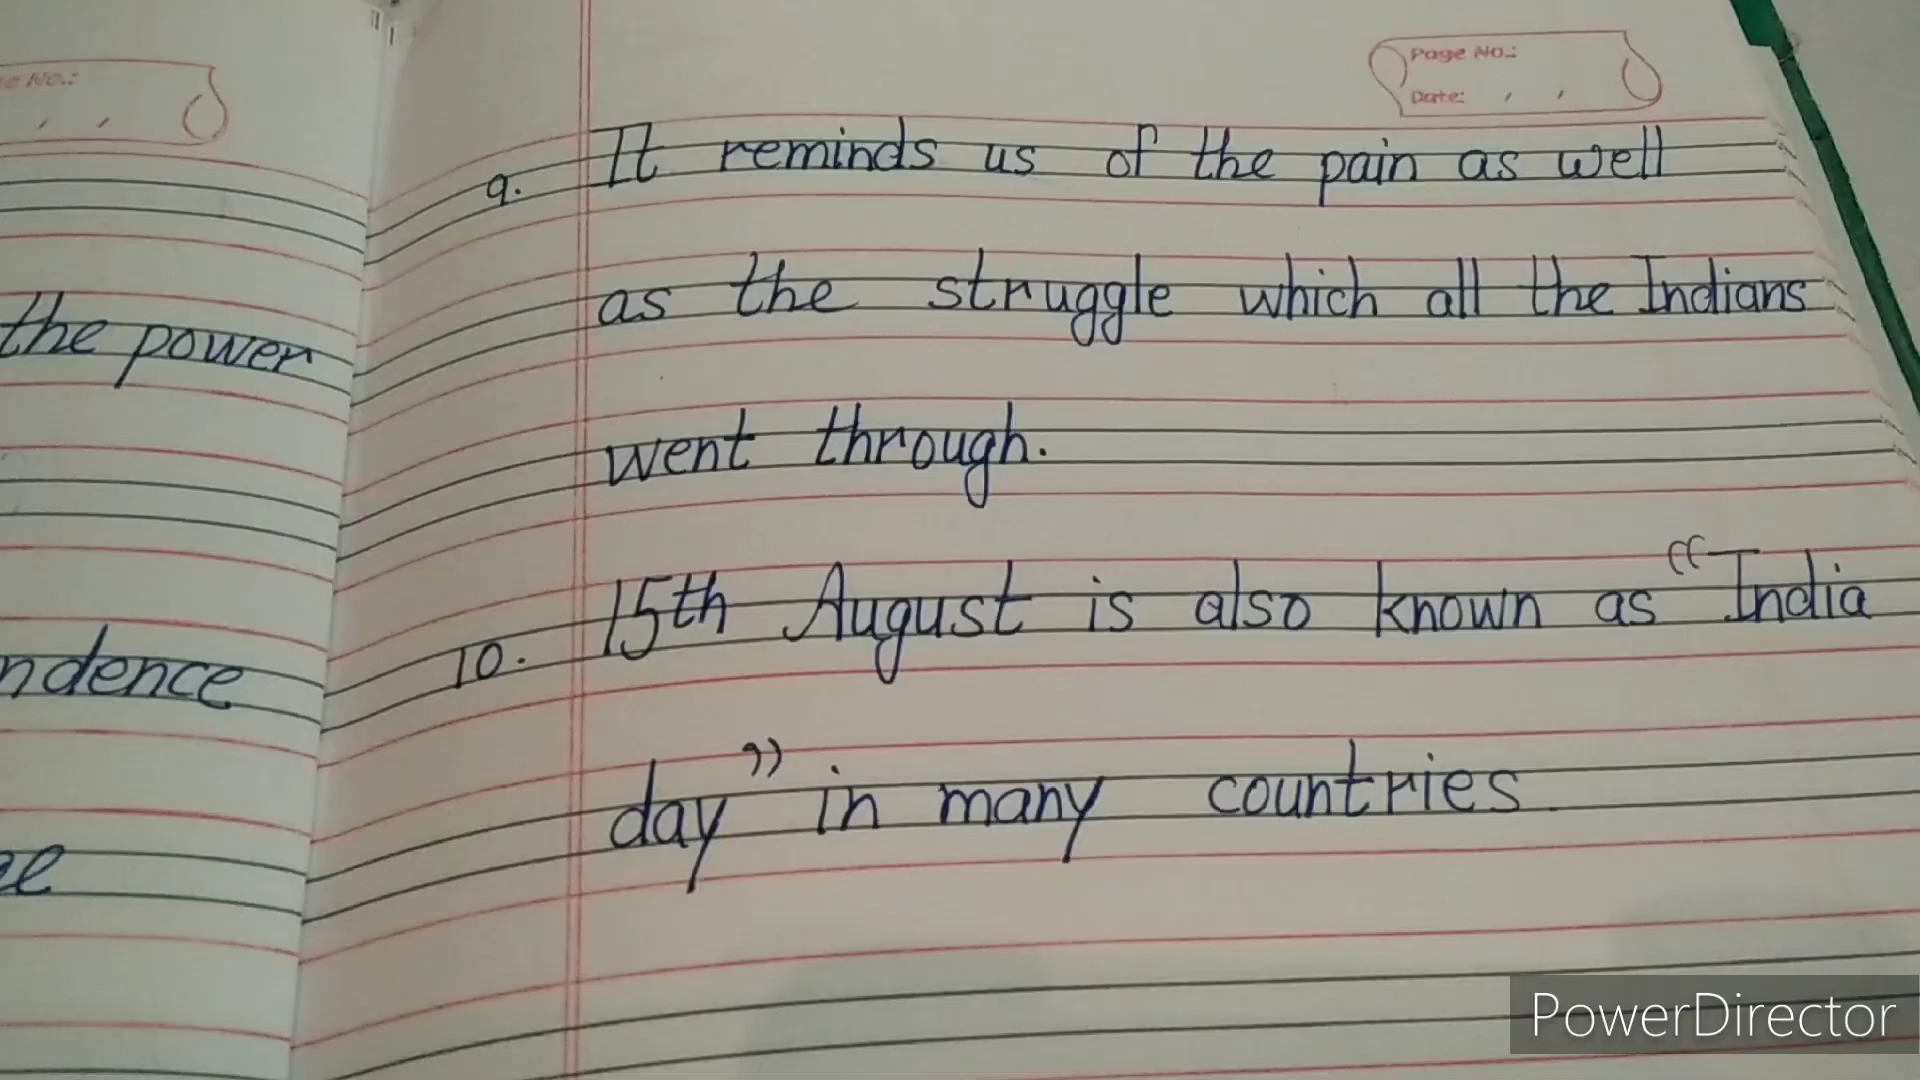 e No.:
the power
ndence
Page No.:
Date:
9. It reminds us of the pain as well
as the struggle which all the Indians
went through.
10. 15th August is also known as "India
day" in many countries
PowerDirector